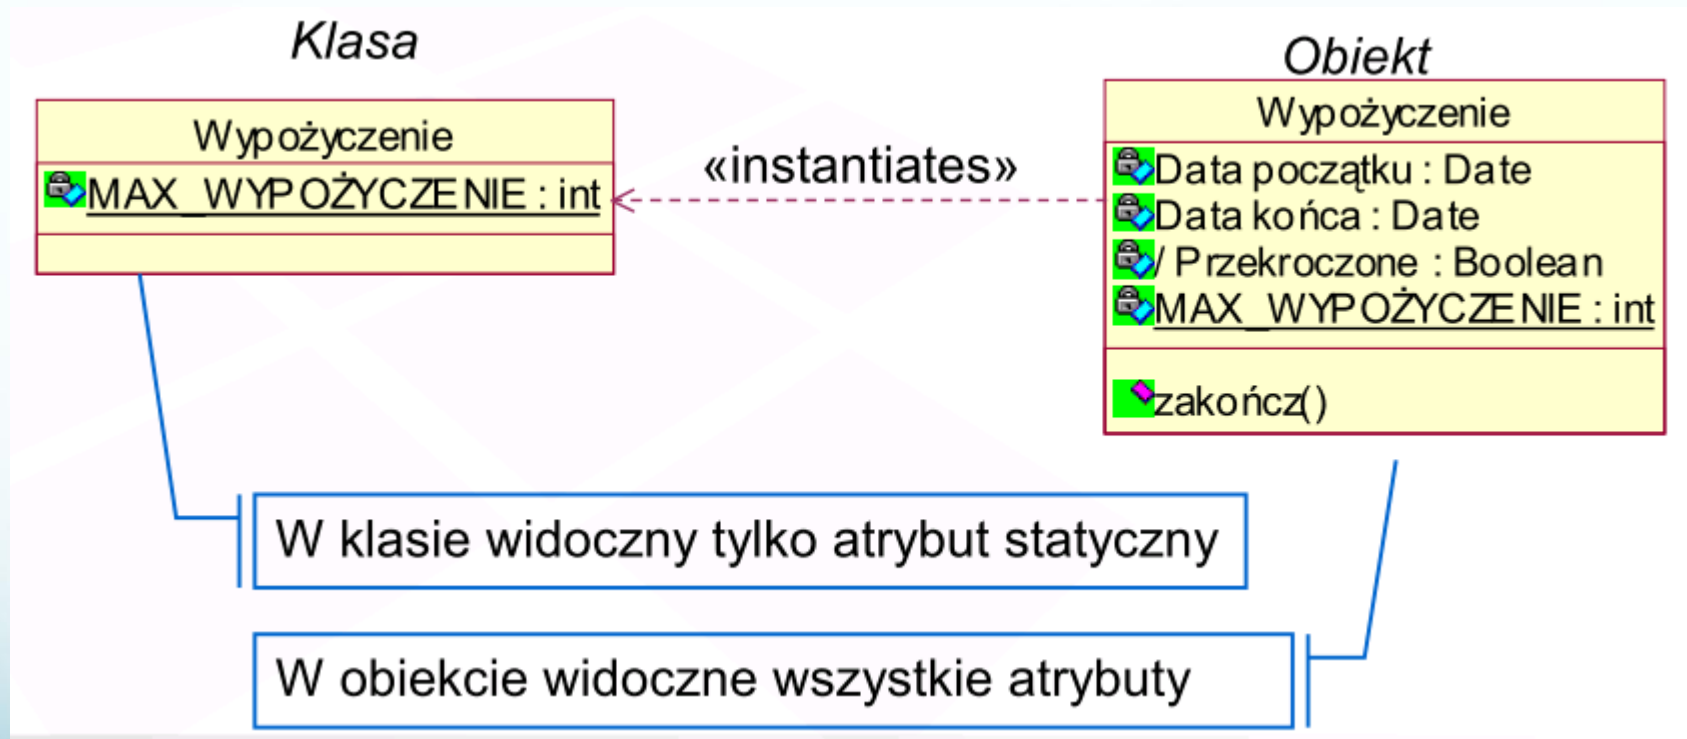 Klasa
Wypożyczenie
MAX_WYPOŻYCZENIE : int
«instantiates»
Obiekt
Wypożyczenie
Data początku : Date
Data końca : Date
/ Przekroczone : Boolean
MAX_WYPOŻYCZENIE : int
zakończ()
W klasie widoczny tylko atrybut statyczny
W obiekcie widoczne wszystkie atrybuty